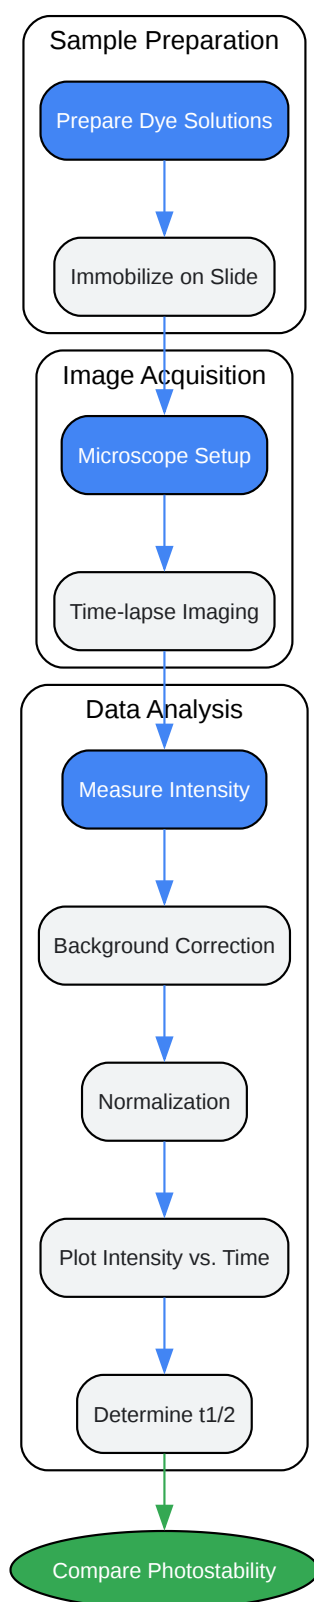 Sample Preparation
Prepare Dye Solutions
Immobilize on Slide
Image Acquisition
Microscope Setup
Time-lapse Imaging
Data Analysis
Measure Intensity
Background Correction
Normalization
Plot Intensity vs. Time
Determine t1/2
Compare Photostability